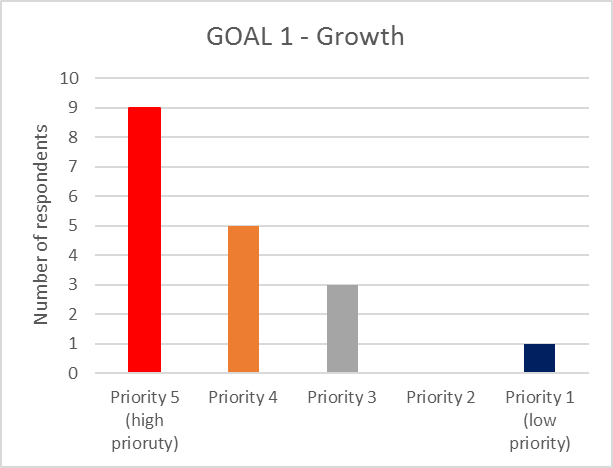 GOAL 1 - Growth
Number of respondents
10
9
8
7
6
5
4
3
2
1
0
Priority 5 (high prioruty)
Priority 4
Priority 3
Priority 2
Priority 1 (low priority)